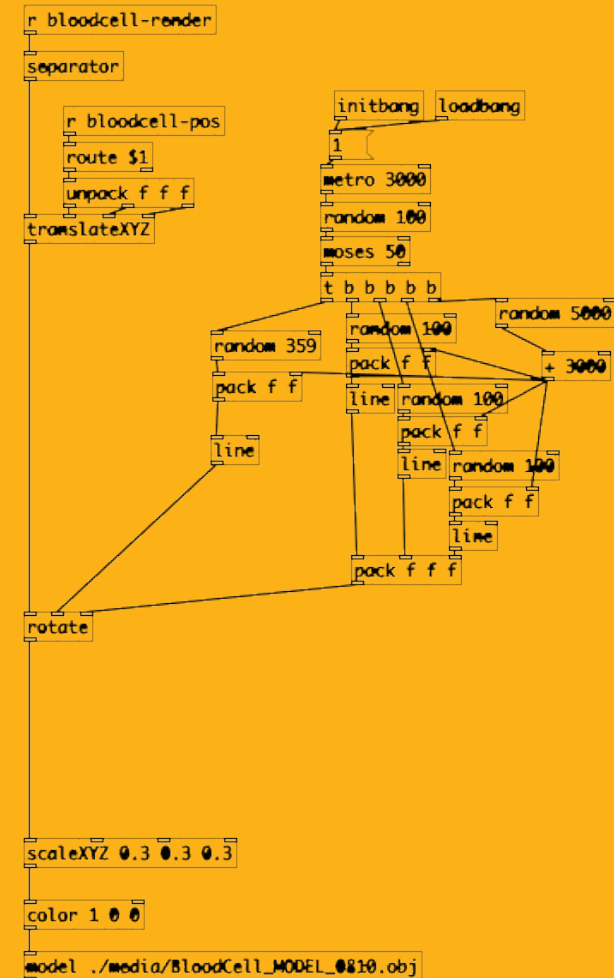 r bloodcell-render
separator
r bloodcell-pos
route $1
unpack f f f
translateXYZ
initbang
loadbang
1
metro 3000
random 100
moses 50
t b b b b b
random 5000
random 100
random 359
+ 3000
pack f f
pack f f
line
random 100
pack f f
line
line
random 100
pack f f
line
pack f f f
rotate
scaleXYZ 0.3 0.3 0.3
color 1 0 0
model ./media/BloodCell_MODEL_0810.obj